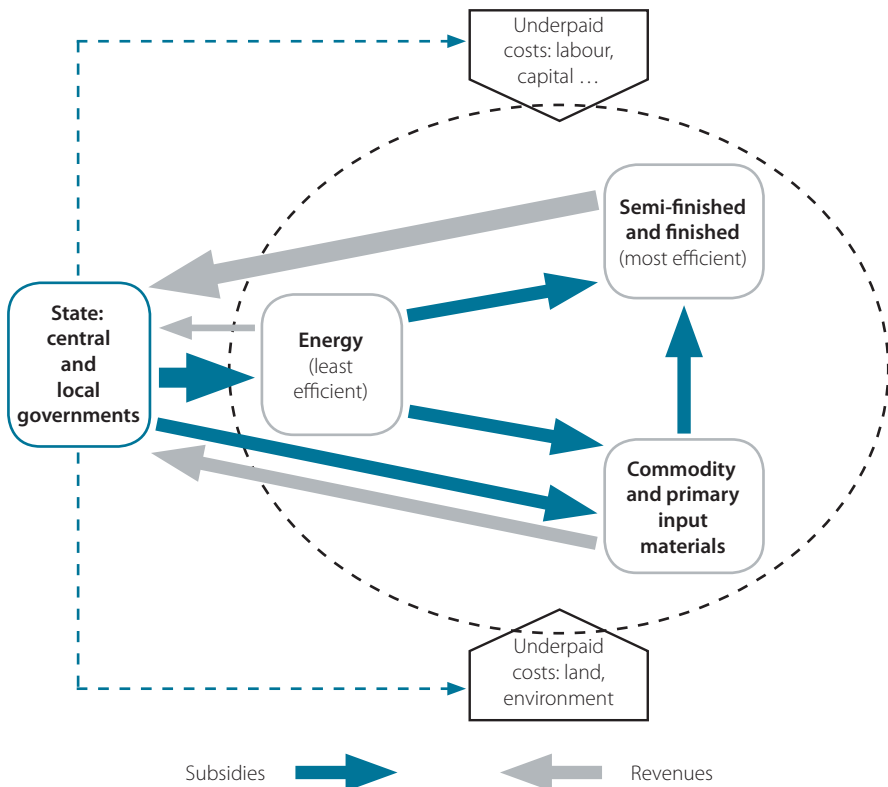 Underpaid
costs: labour,
capital ...
Semi-finished
and finished
(most efficient)
State:
central
and
local
governments
Energy
(least
efficient)
Commodity
and primary
input
materials
Underpaid
costs: land,
environment
Subsidies
Revenues